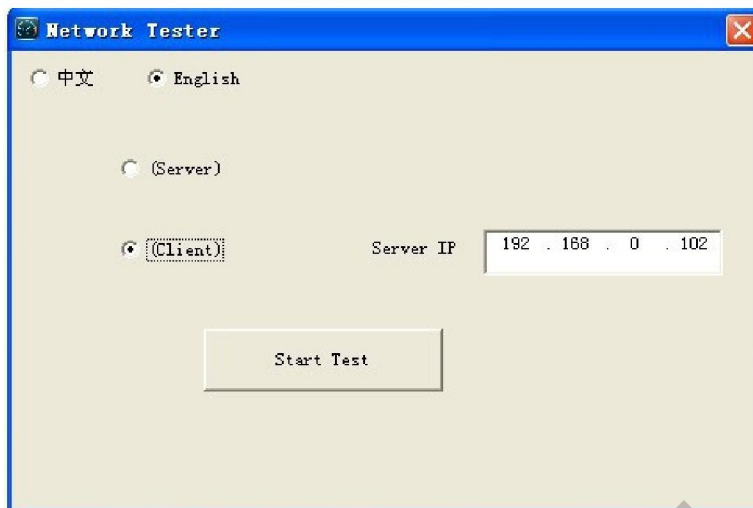 Network Tester
中文 English
(Server)
(Client) Server IP 192 . 168 . 0 . 102
Start Test